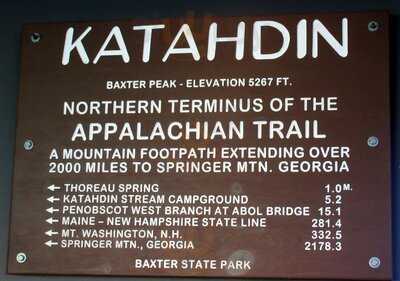 KATAHDIN
BAXTER PEAK - ELEVATION 5267 FT.
NORTHERN TERMINUS OF THE
APPALACHIAN TRAIL
A MOUNTAIN FOOTPATH EXTENDING OVER
2000 MILES TO SPRINGER MTN. GEORGIA
← THOREAU SPRING 1.0 M.
← KATAHDIN STREAM CAMPGROUND 5.2
← PENOBSCOT WEST BRANCH AT ABOL BRIDGE 15.1
← MAINE – NEW HAMPSHIRE STATE LINE 281.4
← MT. WASHINGTON, N.H. 332.5
← SPRINGER MTN., GEORGIA 2178.3
BAXTER STATE PARK